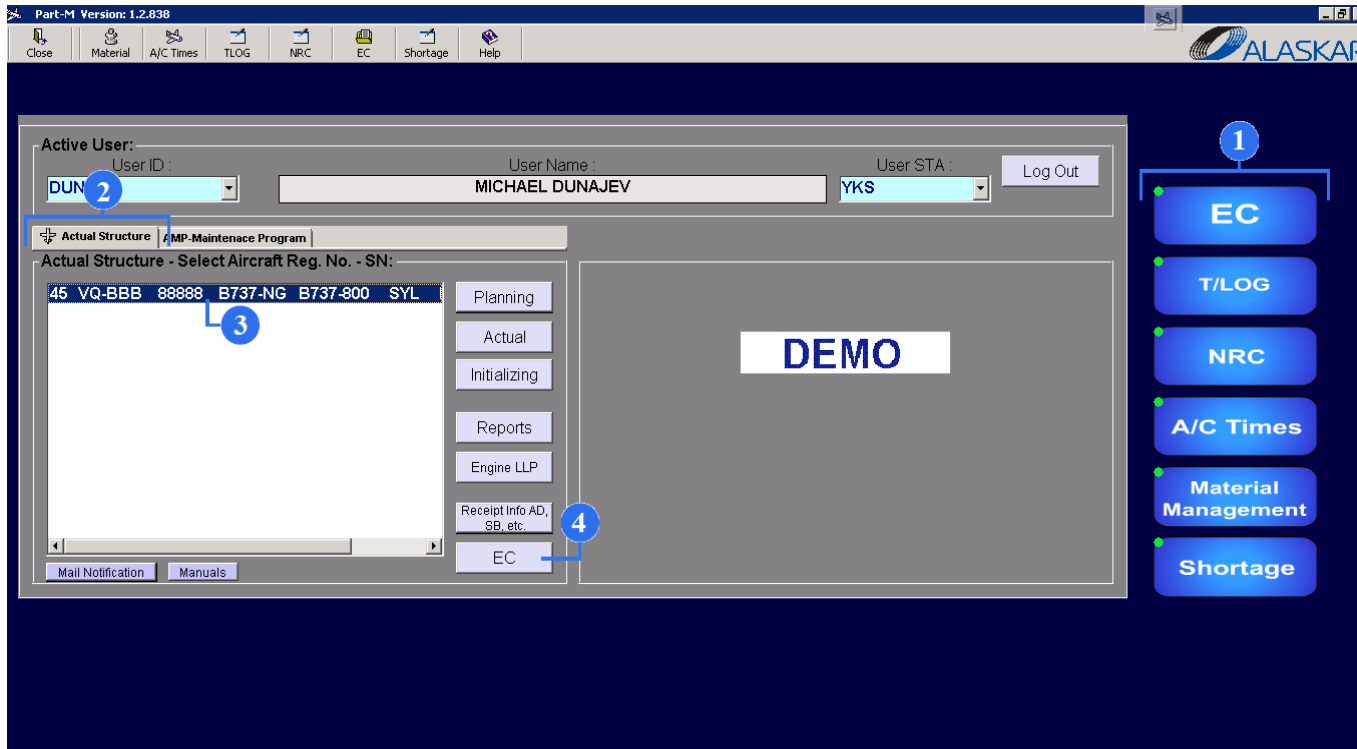 Part-M Version: 1.2.838
Close Material A/C Times TLOG NRC EC Shortage Help
ALASKAR
Active User:
User ID : User Name : User STA :
DUN MICHAEL DUNAJEV YKS Log Out
1
2
Actual Structure AMP-Maintenace Program
Actual Structure - Select Aircraft Reg. No. - SN:
45 VQ-BBB 88888 B737-NG B737-800 SYL
3
Planning
Actual
Initializing
Reports
Engine LLP
Receipt Info AD,
SB, etc.
4
EC
Mail Notification Manuals
DEMO
EC
T/LOG
NRC
A/C Times
Material
Management
Shortage